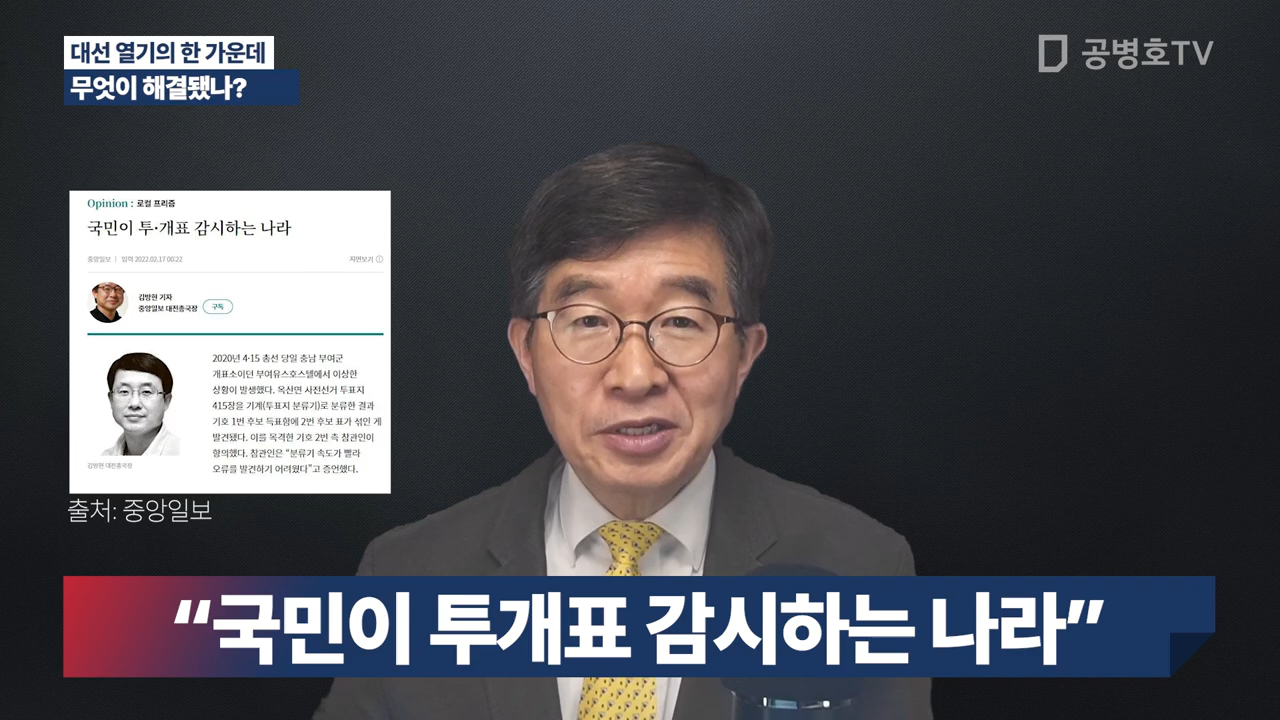 대선 열기의 한 가운데
무엇이 해결됐나?
공병호TV
Opinion : 로컬 프리즘
국민이 투·개표 감시하는 나라
중앙일보 | 입력 2022.02.17 00:22
지면보기
김방현 기자
중앙일보 대전총국장
구독
2020년 4·15 총선 당일 충남 부여군
개표소이던 부여유스호스텔에서 이상한
상황이 발생했다. 옥산면 사전선거 투표지
415장을 기계(투표지 분류기)로 분류한 결과
기호 1번 후보 득표함에 2번 후보 표가 섞인 게
발견됐다. 이를 목격한 기호 2번 측 참관인이
항의했다. 참관인은 “분류기 속도가 빨라
오류를 발견하기 어려웠다”고 증언했다.
김방현 대전총국장
출처: 중앙일보
“국민이 투개표 감시하는 나라”